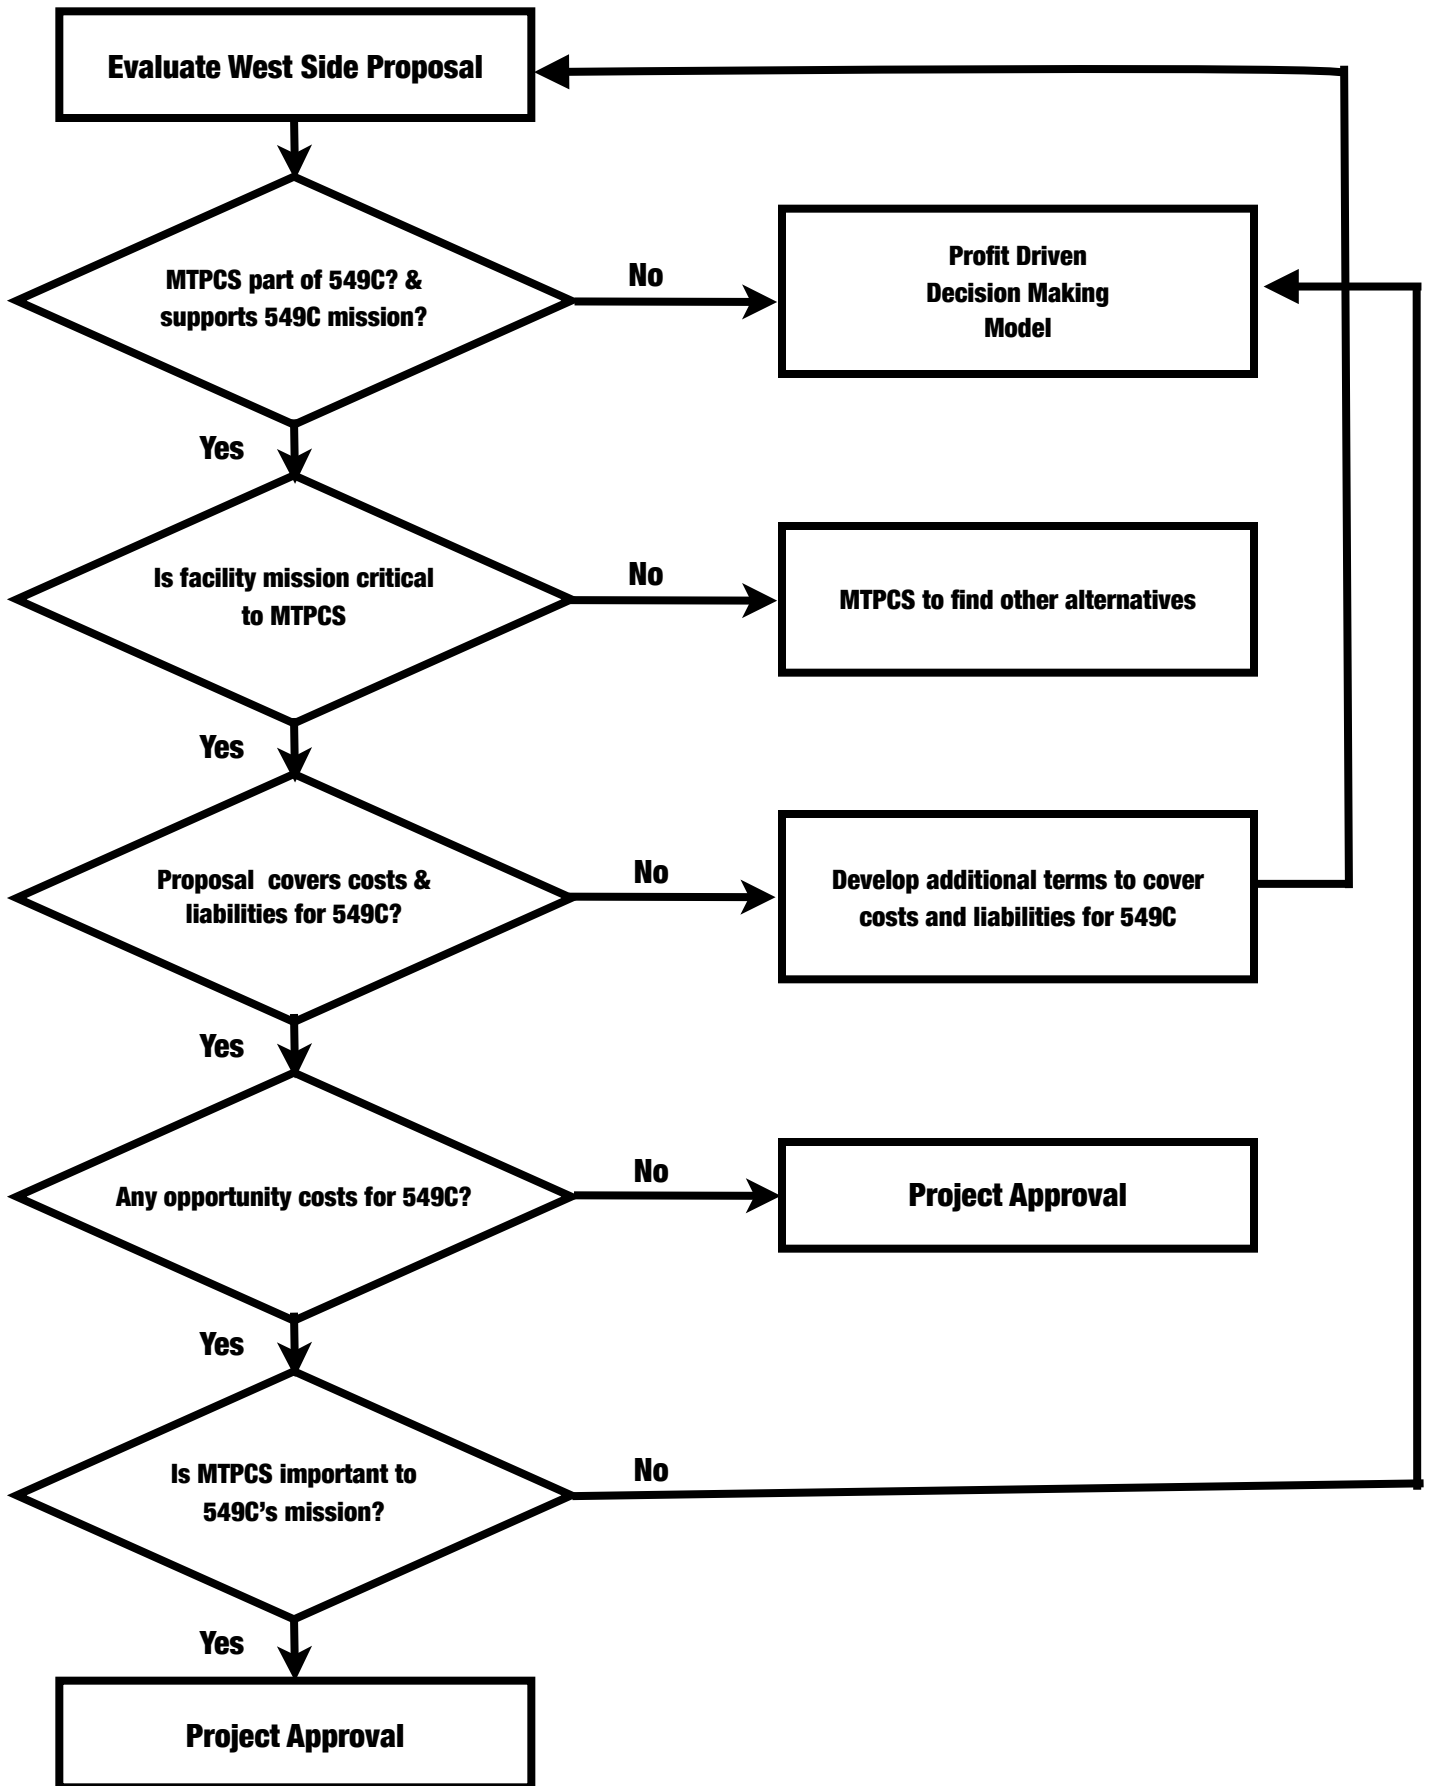 Evaluate West Side Proposal
MTPCS part of 549C? &
supports 549C mission?
No
Profit Driven
Decision Making
Model
Yes
Is facility mission critical
to MTPCS
No
MTPCS to find other alternatives
Yes
Proposal  covers costs &
liabilities for 549C?
No
Develop additional terms to cover
costs and liabilities for 549C
Yes
Any opportunity costs for 549C?
No
Project Approval
Yes
Is MTPCS important to
549C’s mission?
No
Yes
Project Approval